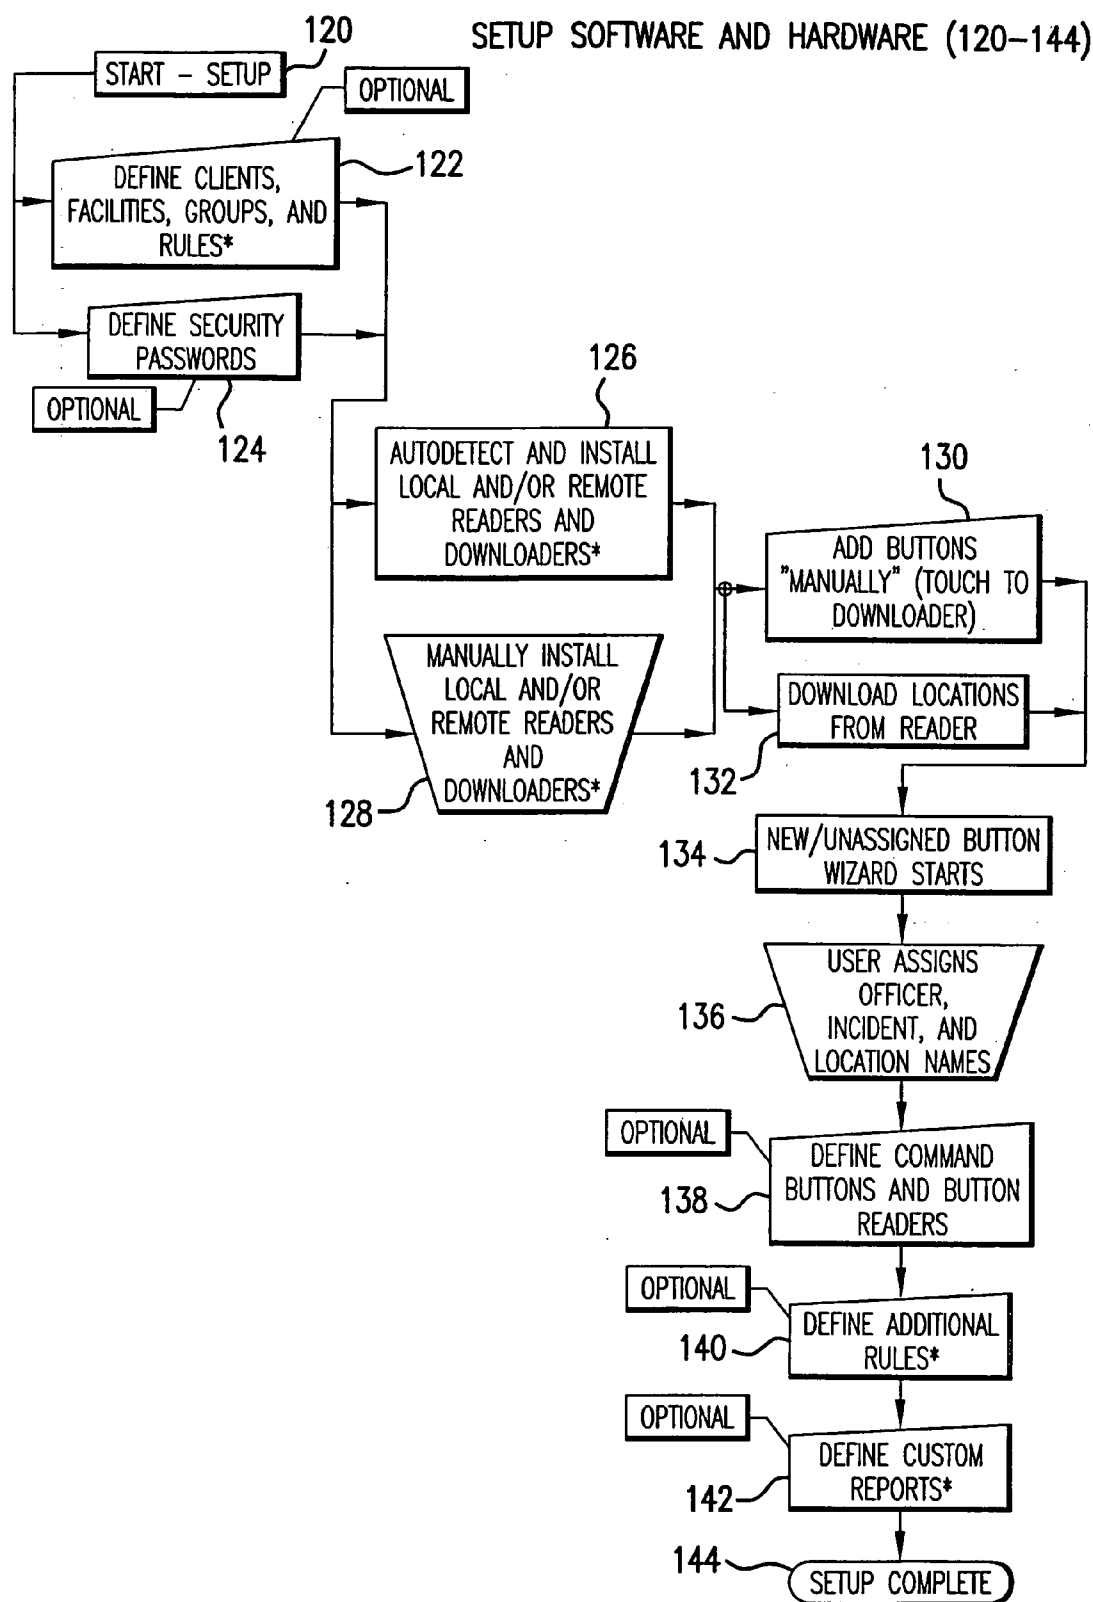 SETUP SOFTWARE AND HARDWARE (120-144)
120
START - SETUP
OPTIONAL
122
DEFINE CLIENTS,
FACILITIES, GROUPS, AND
RULES*
DEFINE SECURITY
PASSWORDS
OPTIONAL
124
126
AUTODETECT AND INSTALL
LOCAL AND/OR REMOTE
READERS AND
DOWNLOADERS*
MANUALLY INSTALL
LOCAL AND/OR
REMOTE READERS
AND
DOWNLOADERS*
128
130
ADD BUTTONS
"MANUALLY" (TOUCH TO
DOWNLOADER)
DOWNLOAD LOCATIONS
FROM READER
132
134
NEW/UNASSIGNED BUTTON
WIZARD STARTS
136
USER ASSIGNS
OFFICER,
INCIDENT, AND
LOCATION NAMES
OPTIONAL
138
DEFINE COMMAND
BUTTONS AND BUTTON
READERS
OPTIONAL
140
DEFINE ADDITIONAL
RULES*
OPTIONAL
142
DEFINE CUSTOM
REPORTS*
144
SETUP COMPLETE